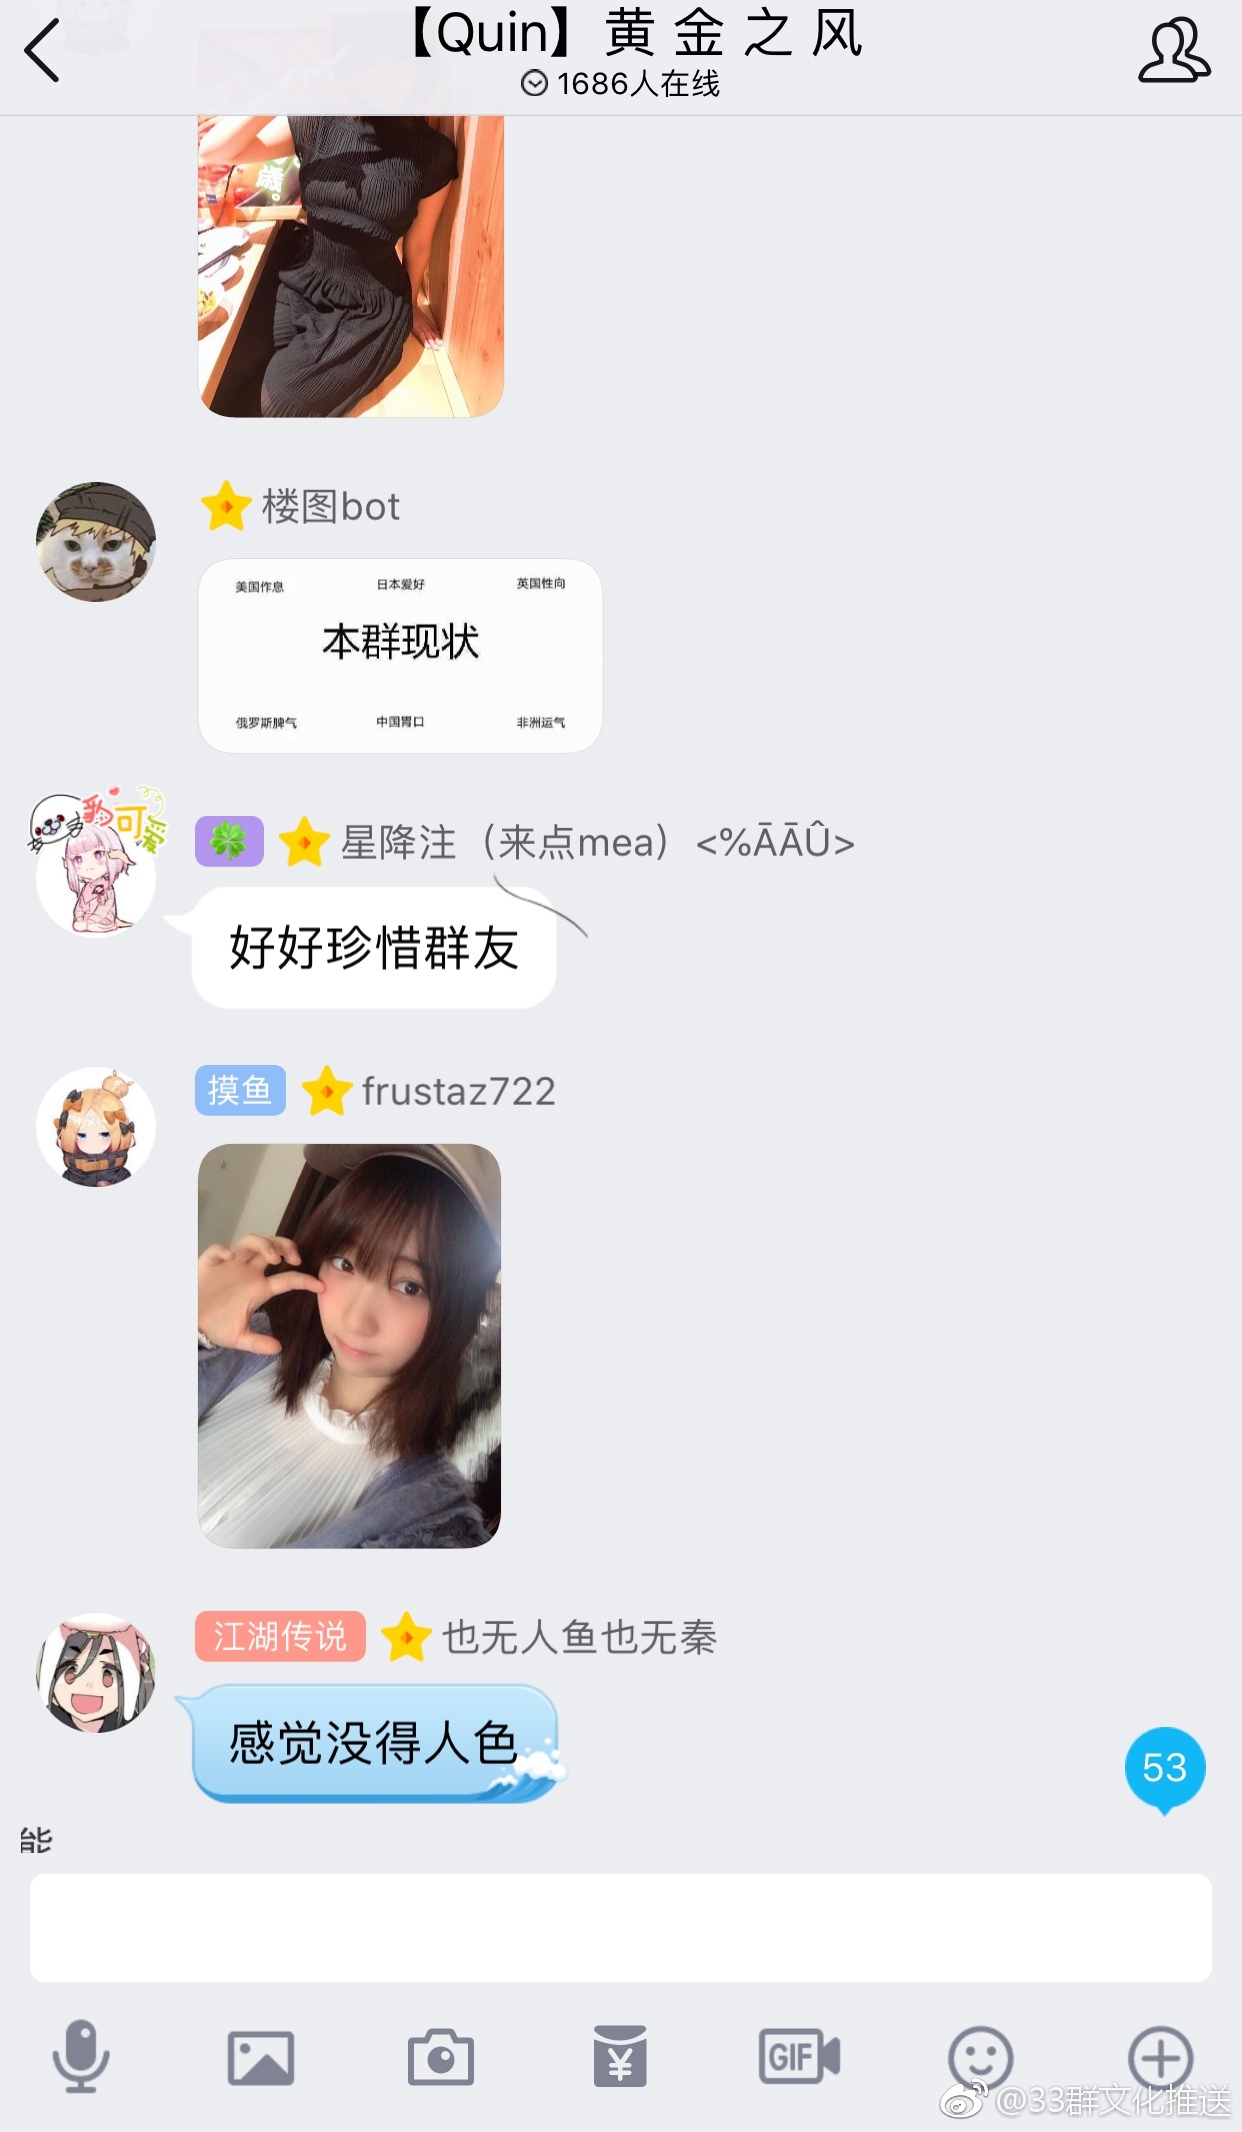 【Quin】黄 金 之 风
1686人在线
楼图bot
美国作息 日本爱好 英国性向
本群现状
俄罗斯脾气 中国胃口 非洲运气
豹可爱
星降注（来点mea）<%ĀĀÛ>
好好珍惜群友
摸鱼 frustaz722
江湖传说 也无人鱼也无秦
感觉没得人色
53
能
¥
GIF
@33群文化推送